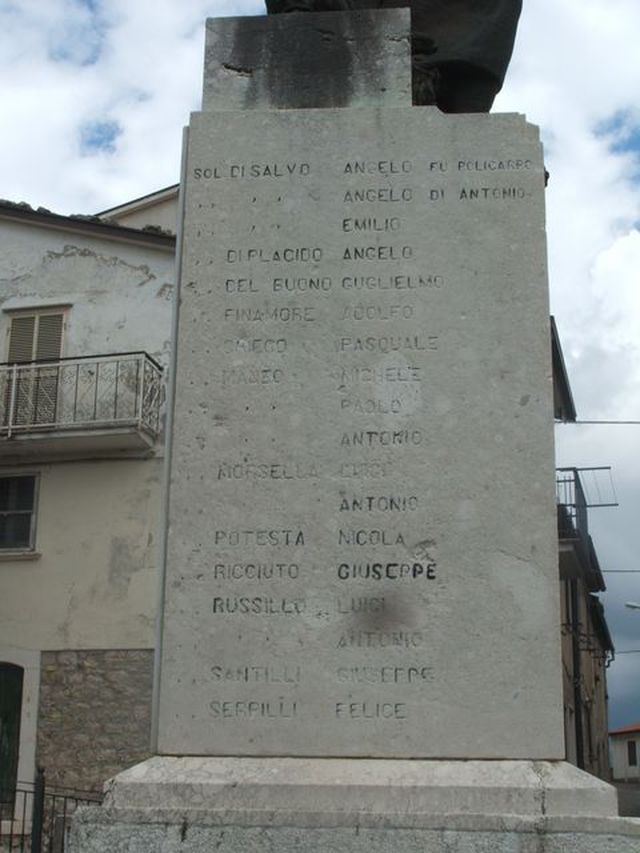 SOL. DI SALVO ANGELO FU POLICARPO
,, ,, ,, ANGELO DI ANTONIO
,, ,, ,, EMILIO
,, DI PLACIDO ANGELO
,, DEL BUONO GUGLIELMO
,, FINAMORE ADOLFO
,, GRIECO PASQUALE
,, MAZEO MICHELE
,, ,, ,, PAOLO
,, ,, ,, ANTONIO
,, MORSELLA LUIGI
ANTONIO
,, POTESTA NICOLA
,, RICCIUTO GIUSEPPE
,, RUSSILLO LUIGI
,, ,, ,, ANTONIO
,, SANTILLI GIUSEPPE
,, SERPILLI FELICE